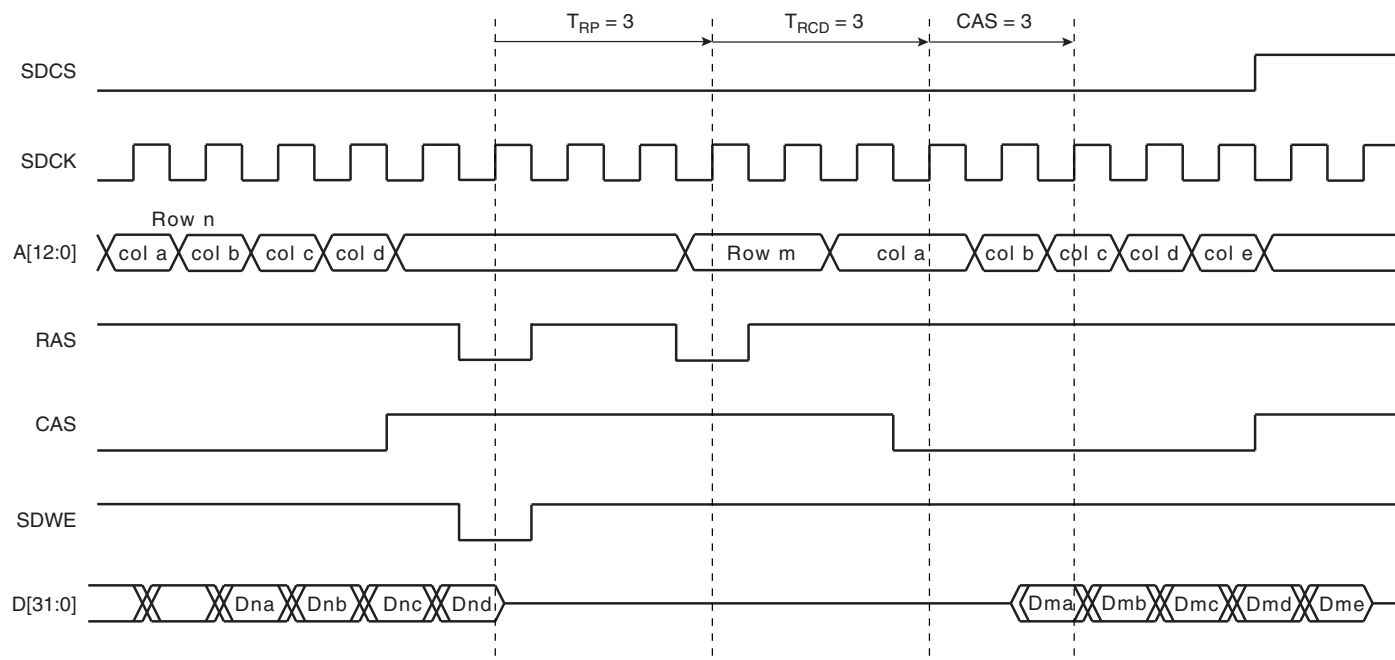 T_RP = 3 T_RCD = 3 CAS = 3
SDCS
SDCK
Row n
A[12:0] col a col b col c col d Row m col a col b col c col d col e
RAS
CAS
SDWE
D[31:0] Dna Dnb Dnc Dnd Dma Dmb Dmc Dmd Dme